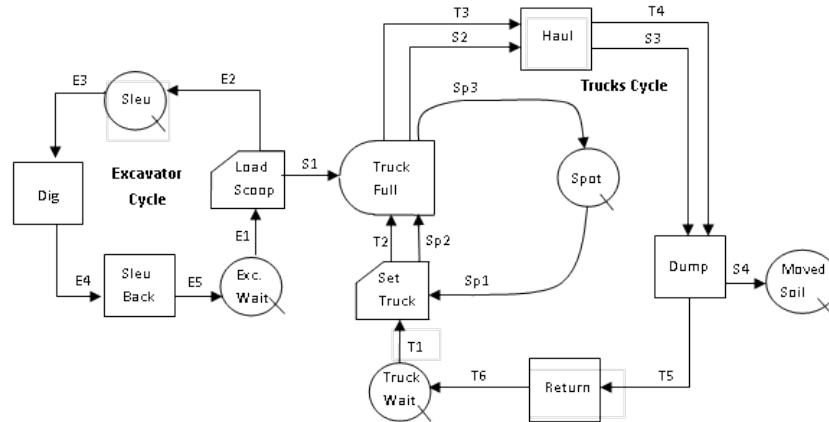 T3
T4
S2
Haul
S3
E3
E2
Sleu
Sp3
Trucks Cycle
Load
Scoop
S1
Truck
Full
Excavator
Cycle
Dig
Spot
E1
T2
Sp2
E4
Sleu
Back
E5
Exc.
Wait
Set
Truck
Sp1
Dump
S4
Moved
Soil
T1
Truck
Wait
T6
Return
T5